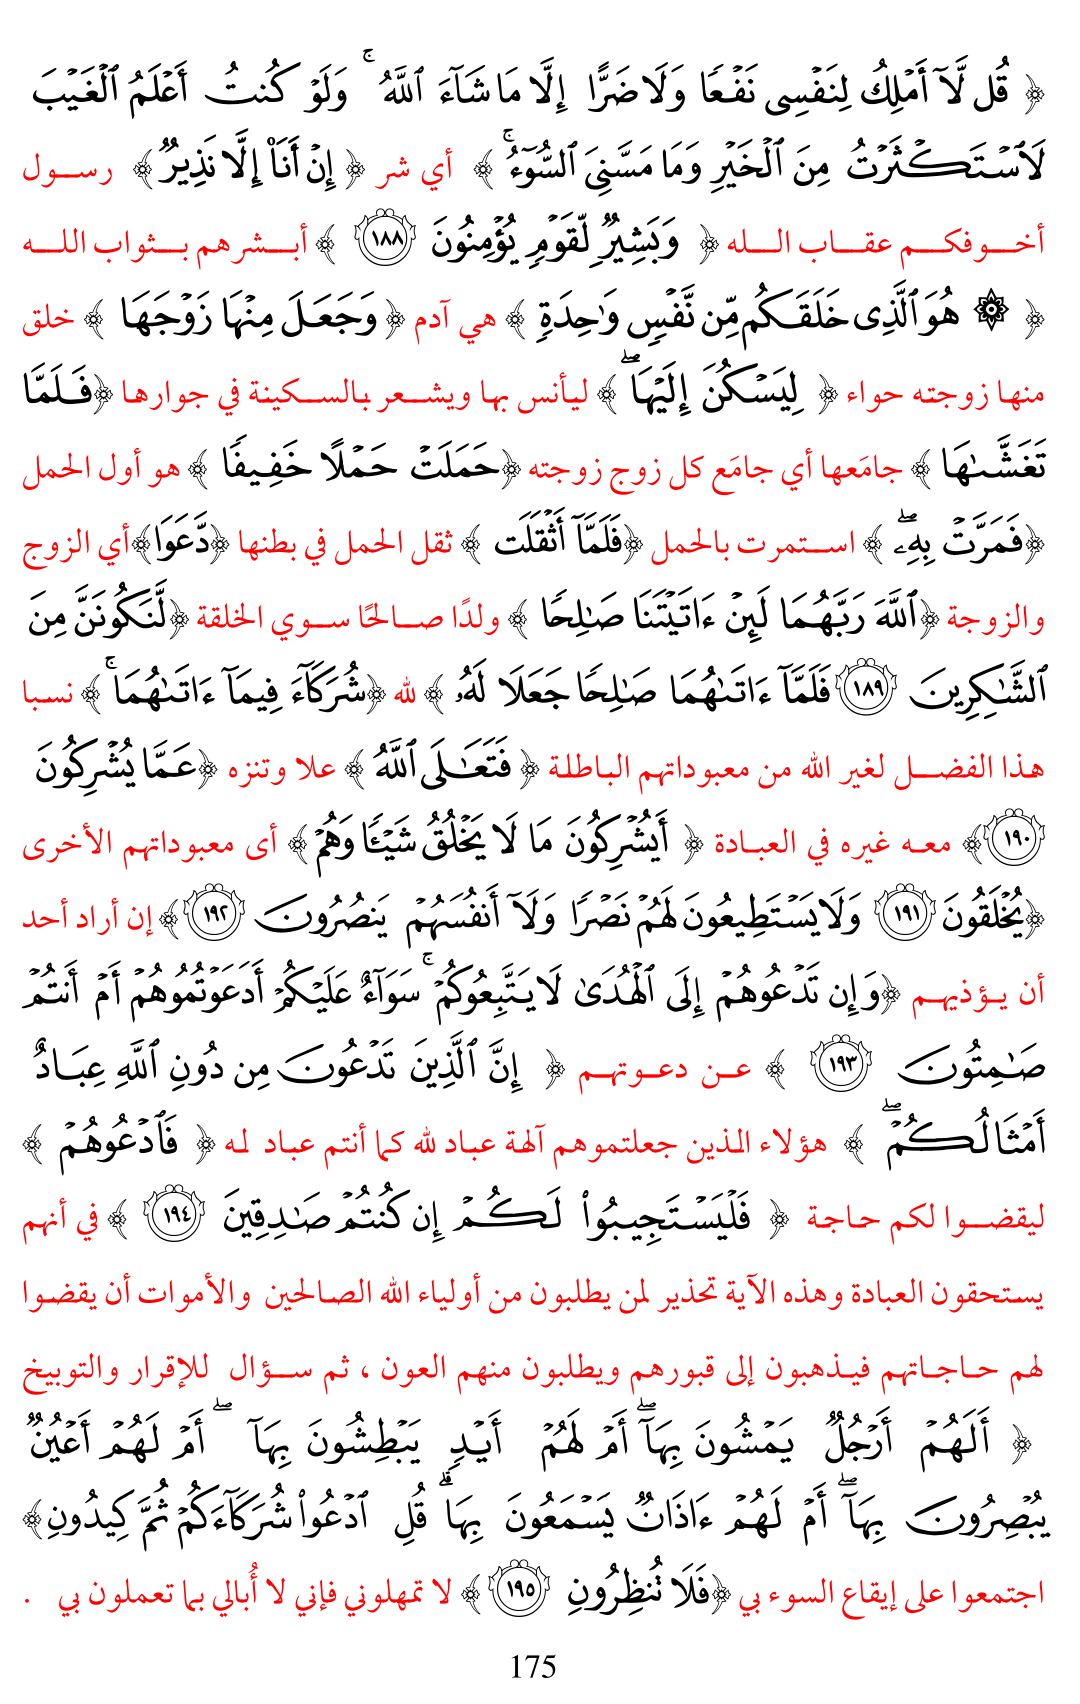 ﴿ قُل لَّآ أَمْلِكُ لِنَفْسِى نَفْعًا وَلَا ضَرًّا إِلَّا مَا شَآءَ ٱللَّهُ ۚ وَلَوْ كُنتُ أَعْلَمُ ٱلْغَيْبَ
لَٱسْتَكْثَرْتُ مِنَ ٱلْخَيْرِ وَمَا مَسَّنِىَ ٱلسُّوٓءُ ۚ ﴾ أي شر ﴿ إِنْ أَنَا۠ إِلَّا نَذِيرٌ ﴾ رسول
أخوفكم عقاب الله ﴿ وَبَشِيرٌ لِّقَوْمٍ يُؤْمِنُونَ ١٨٨ ﴾ أبشرهم بثواب الله
﴿ ۞ هُوَ ٱلَّذِى خَلَقَكُم مِّن نَّفْسٍ وَٰحِدَةٍ ﴾ هي آدم ﴿ وَجَعَلَ مِنْهَا زَوْجَهَا ﴾ خلق
منها زوجته حواء ﴿ لِيَسْكُنَ إِلَيْهَا ۖ ﴾ ليأنس بها ويشعر بالسكينة في جوارها ﴿ فَلَمَّا
تَغَشَّىٰهَا ﴾ جامَعها أي جامَع كل زوج زوجته ﴿ حَمَلَتْ حَمْلًا خَفِيفًا ﴾ هو أول الحمل
﴿ فَمَرَّتْ بِهِۦ ۖ ﴾ استمرت بالحمل ﴿ فَلَمَّآ أَثْقَلَت ﴾ ثقل الحمل في بطنها ﴿ دَّعَوَا ﴾ أي الزوج
والزوجة ﴿ ٱللَّهَ رَبَّهُمَا لَئِنْ ءَاتَيْتَنَا صَٰلِحًا ﴾ ولدًا صالحًا سوي الخلقة ﴿ لَّنَكُونَنَّ مِنَ
ٱلشَّٰكِرِينَ ١٨٩ فَلَمَّآ ءَاتَىٰهُمَا صَٰلِحًا جَعَلَا لَهُۥ ﴾ لله ﴿ شُرَكَآءَ فِيمَآ ءَاتَىٰهُمَا ۚ ﴾ نسبا
هذا الفضل لغير الله من معبوداتهم الباطلة ﴿ فَتَعَٰلَى ٱللَّهُ ﴾ علا وتنزه ﴿ عَمَّا يُشْرِكُونَ
١٩٠ ﴾ معه غيره في العبادة ﴿ أَيُشْرِكُونَ مَا لَا يَخْلُقُ شَيْـًٔا وَهُمْ ﴾ أى معبوداتهم الأخرى
﴿ يُخْلَقُونَ ١٩١ وَلَا يَسْتَطِيعُونَ لَهُمْ نَصْرًا وَلَآ أَنفُسَهُمْ يَنصُرُونَ ١٩٢ ﴾ إن أراد أحد
أن يؤذيهم ﴿ وَإِن تَدْعُوهُمْ إِلَى ٱلْهُدَىٰ لَا يَتَّبِعُوكُمْ ۚ سَوَآءٌ عَلَيْكُمْ أَدَعَوْتُمُوهُمْ أَمْ أَنتُمْ
صَٰمِتُونَ ١٩٣ ﴾ عن دعوتهم ﴿ إِنَّ ٱلَّذِينَ تَدْعُونَ مِن دُونِ ٱللَّهِ عِبَادٌ
أَمْثَالُكُمْ ۖ ﴾ هؤلاء الذين جعلتموهم آلهة عباد لله كما أنتم عباد له ﴿ فَٱدْعُوهُمْ ﴾
ليقضوا لكم حاجة ﴿ فَلْيَسْتَجِيبُوا۟ لَكُمْ إِن كُنتُمْ صَٰدِقِينَ ١٩٤ ﴾ في أنهم
يستحقون العبادة وهذه الآية تحذير لمن يطلبون من أولياء الله الصالحين والأموات أن يقضوا
لهم حاجاتهم فيذهبون إلى قبورهم ويطلبون منهم العون ، ثم سؤال للإقرار والتوبيخ
﴿ أَلَهُمْ أَرْجُلٌ يَمْشُونَ بِهَآ ۖ أَمْ لَهُمْ أَيْدٍ يَبْطِشُونَ بِهَآ ۖ أَمْ لَهُمْ أَعْيُنٌ
يُبْصِرُونَ بِهَآ ۖ أَمْ لَهُمْ ءَاذَانٌ يَسْمَعُونَ بِهَا ۗ قُلِ ٱدْعُوا۟ شُرَكَآءَكُمْ ثُمَّ كِيدُونِ ﴾
اجتمعوا على إيقاع السوء بي ﴿ فَلَا تُنظِرُونِ ١٩٥ ﴾ لا تمهلوني فإني لا أُبالي بما تعملون بي .
175